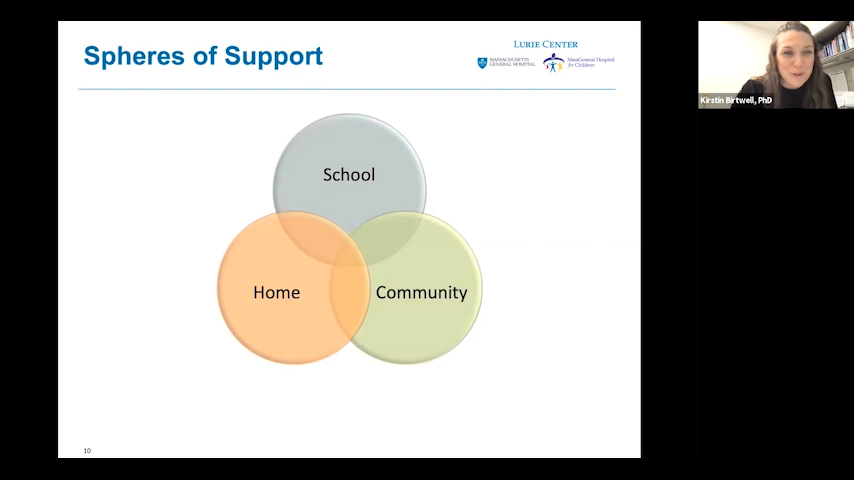 Spheres of Support
LURIE CENTER
MASSACHUSETTS
GENERAL HOSPITAL
MassGeneral Hospital
for Children
Kirstin Birtwell, PhD
School
Home
Community
10